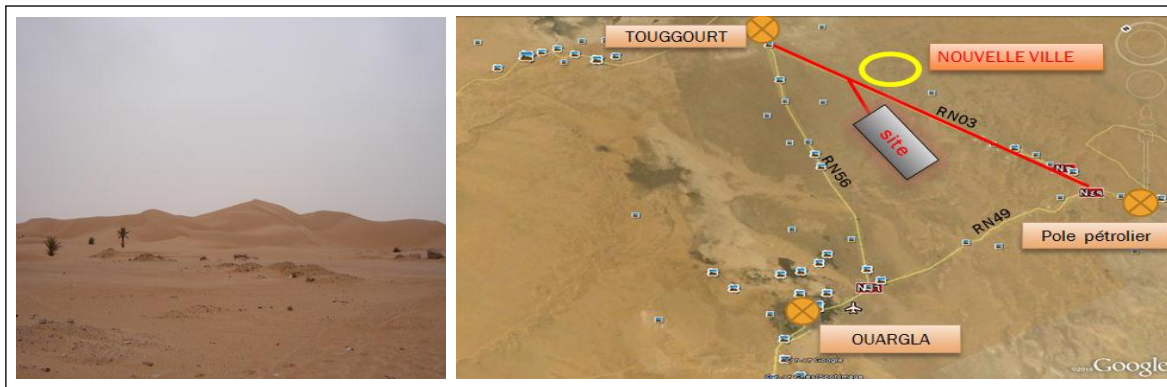 TOUGGOURT
NOUVELLE VILLE
RN03
site
RN56
RN49
Pole pétrolier
OUARGLA
Google